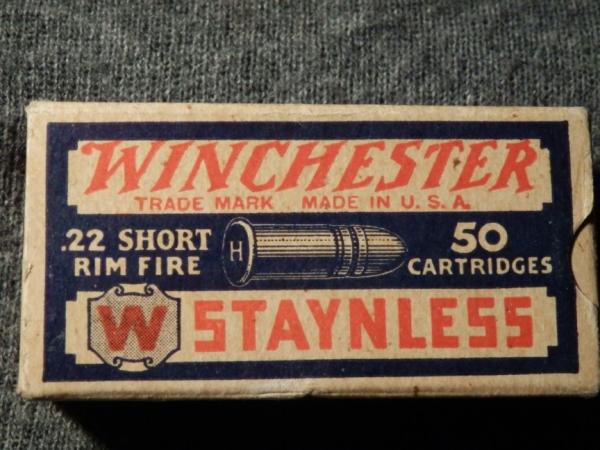 WINCHESTER
TRADE MARK . MADE IN U. S. A.
.22 SHORT
RIM FIRE
H
50
CARTRIDGES
W STAYNLESS